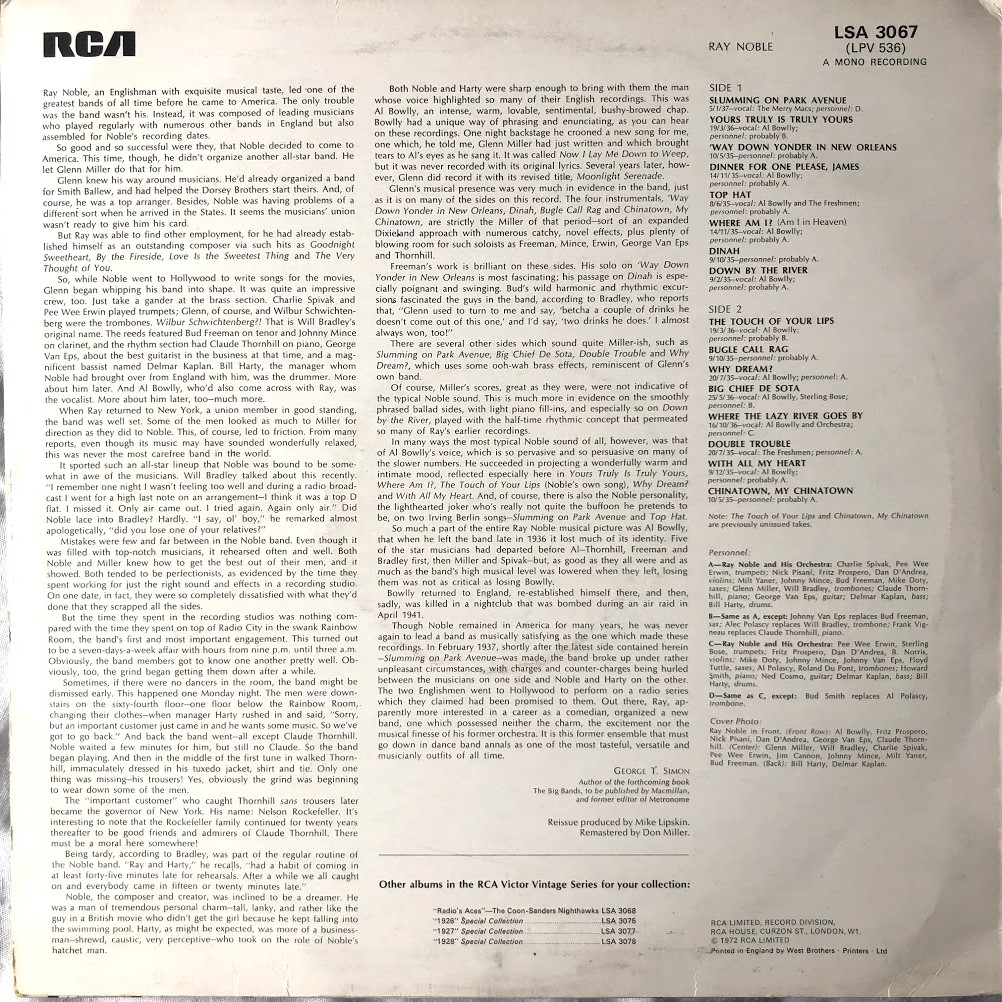 RCA
RAY NOBLE
LSA 3067
(LPV 536)
A MONO RECORDING
Ray Noble, an Englishman with exquisite musical taste, led one of the
greatest bands of all time before he came to America. The only trouble
was the band wasn't his. Instead, it was composed of leading musicians
who played regularly with numerous other bands in England but also
assembled for Noble's recording dates.
So good and so successful were they, that Noble decided to come to
America. This time, though, he didn't organize another all-star band. He
let Glenn Miller do that for him.
Glenn knew his way around musicians. He'd already organized a band
for Smith Ballew, and had helped the Dorsey Brothers start theirs. And, of
course, he was a top arranger. Besides, Noble was having problems of a
different sort when he arrived in the States. It seems the musicians' union
wasn't ready to give him his card.
But Ray was able to find other employment, for he had already estab-
lished himself as an outstanding composer via such hits as Goodnight
Sweetheart, By the Fireside, Love Is the Sweetest Thing and The Very
Thought of You.
So, while Noble went to Hollywood to write songs for the movies,
Glenn began whipping his band into shape. It was quite an impressive
crew, too. Just take a gander at the brass section. Charlie Spivak and
Pee Wee Erwin played trumpets; Glenn, of course, and Wilbur Schwichten-
berg were the trombones. Wilbur Schwichtenberg?! That is Will Bradley's
original name. The reeds featured Bud Freeman on tenor and Johnny Mince
on clarinet, and the rhythm section had Claude Thornhill on piano, George
Van Eps, about the best guitarist in the business at that time, and a mag-
nificent bassist named Delmar Kaplan. Bill Harty, the manager whom
Noble had brought over from England with him, was the drummer. More
about him later. And Al Bowlly, who'd also come across with Ray, was
the vocalist. More about him later, too—much more.
When Ray returned to New York, a union member in good standing,
the band was well set. Some of the men looked as much to Miller for
direction as they did to Noble. This, of course, led to friction. From many
reports, even though its music may have sounded wonderfully relaxed,
this was never the most carefree band in the world.
It sported such an all-star lineup that Noble was bound to be some-
what in awe of the musicians. Will Bradley talked about this recently.
"I remember one night I wasn't feeling too well and during a radio broad-
cast I went for a high last note on an arrangement—I think it was a top D
flat. I missed it. Only air came out. I tried again. Again only air." Did
Noble lace into Bradley? Hardly. "I say, ol' boy," he remarked almost
apologetically, "did you lose one of your relatives?"
Mistakes were few and far between in the Noble band. Even though it
was filled with top-notch musicians, it rehearsed often and well. Both
Noble and Miller knew how to get the best out of their men, and it
showed. Both tended to be perfectionists, as evidenced by the time they
spent working for just the right sound and effects in a recording studio.
On one date, in fact, they were so completely dissatisfied with what they'd
done that they scrapped all the sides.
But the time they spent in the recording studios was nothing com-
pared with the time they spent on top of Radio City in the swank Rainbow
Room, the band's first and most important engagement. This turned out
to be a seven-days-a-week affair with hours from nine p.m. until three a.m.
Obviously, the band members got to know one another pretty well. Ob-
viously, too, the grind began getting them down after a while.
Sometimes, if there were no dancers in the room, the band might be
dismissed early. This happened one Monday night. The men were down-
stairs on the sixty-fourth floor—one floor below the Rainbow Room,
changing their clothes—when manager Harty rushed in and said, "Sorry,
but an important customer just came in and he wants some music. So we've
got to go back." And back the band went—all except Claude Thornhill.
Noble waited a few minutes for him, but still no Claude. So the band
began playing. And then in the middle of the first tune in walked Thorn-
hill, immaculately dressed in his tuxedo jacket, shirt and tie. Only one
thing was missing—his trousers! Yes, obviously the grind was beginning
to wear down some of the men.
The "important customer" who caught Thornhill sans trousers later
became the governor of New York. His name: Nelson Rockefeller. It's
interesting to note that the Rockefeller family continued for twenty years
thereafter to be good friends and admirers of Claude Thornhill. There
must be a moral here somewhere!
Being tardy, according to Bradley, was part of the regular routine of
the Noble band. "Ray and Harty," he recalls, "had a habit of coming in
at least forty-five minutes late for rehearsals. After a while we all caught
on and everybody came in fifteen or twenty minutes late."
Noble, the composer and creator, was inclined to be a dreamer. He
was a man of tremendous personal charm—tall, lanky, and rather like the
guy in a British movie who didn't get the girl because he kept falling into
the swimming pool. Harty, as might be expected, was more of a business-
man—shrewd, caustic, very perceptive—who took on the role of Noble's
hatchet man.
Both Noble and Harty were sharp enough to bring with them the man
whose voice highlighted so many of their English recordings. This was
Al Bowlly, an intense, warm, lovable, sentimental, bushy-browed chap.
Bowlly had a unique way of phrasing and enunciating, as you can hear
on these recordings. One night backstage he crooned a new song for me,
one which, he told me, Glenn Miller had just written and which brought
tears to Al's eyes as he sang it. It was called Now I Lay Me Down to Weep,
but it was never recorded with its original lyrics. Several years later, how-
ever, Glenn did record it with its revised title, Moonlight Serenade.
Glenn's musical presence was very much in evidence in the band, just
as it is on many of the sides on this record. The four instrumentals, 'Way
Down Yonder in New Orleans, Dinah, Bugle Call Rag and Chinatown, My
Chinatown, are strictly the Miller of that period—sort of an expanded
Dixieland approach with numerous catchy, novel effects, plus plenty of
blowing room for such soloists as Freeman, Mince, Erwin, George Van Eps
and Thornhill.
Freeman's work is brilliant on these sides. His solo on 'Way Down
Yonder in New Orleans is most fascinating; his passage on Dinah is espe-
cially poignant and swinging. Bud's wild harmonic and rhythmic excur-
sions fascinated the guys in the band, according to Bradley, who reports
that, "Glenn used to turn to me and say, 'betcha a couple of drinks he
doesn't come out of this one,' and I'd say, 'two drinks he does.' I almost
always won, too!"
There are several other sides which sound quite Miller-ish, such as
Slumming on Park Avenue, Big Chief De Sota, Double Trouble and Why
Dream?, which uses some ooh-wah brass effects, reminiscent of Glenn's
own band.
Of course, Miller's scores, great as they were, were not indicative of
the typical Noble sound. This is much more in evidence on the smoothly
phrased ballad sides, with light piano fill-ins, and especially so on Down
by the River, played with the half-time rhythmic concept that permeated
so many of Ray's earlier recordings.
In many ways the most typical Noble sound of all, however, was that
of Al Bowlly's voice, which is so pervasive and so persuasive on many of
the slower numbers. He succeeded in projecting a wonderfully warm and
intimate mood, reflected especially here in Yours Truly Is Truly Yours,
Where Am I?, The Touch of Your Lips (Noble's own song), Why Dream?
and With All My Heart. And, of course, there is also the Noble personality,
the lighthearted joker who's really not quite the buffoon he pretends to
be, on two Irving Berlin songs—Slumming on Park Avenue and Top Hat.
So much a part of the entire Ray Noble musical picture was Al Bowlly,
that when he left the band late in 1936 it lost much of its identity. Five
of the star musicians had departed before Al—Thornhill, Freeman and
Bradley first, then Miller and Spivak—but, as good as they all were and as
much as the band's high musical level was lowered when they left, losing
them was not as critical as losing Bowlly.
Bowlly returned to England, re-established himself there, and then,
sadly, was killed in a nightclub that was bombed during an air raid in
April 1941.
Though Noble remained in America for many years, he was never
again to lead a band as musically satisfying as the one which made these
recordings. In February 1937, shortly after the latest side contained herein
—Slumming on Park Avenue—was made, the band broke up under rather
unpleasant circumstances, with charges and counter-charges being hurled
between the musicians on one side and Noble and Harty on the other.
The two Englishmen went to Hollywood to perform on a radio series
which they claimed had been promised to them. Out there, Ray, ap-
parently more interested in a career as a comedian, organized a new
band, one which possessed neither the charm, the excitement nor the
musical finesse of his former orchestra. It is this former ensemble that must
go down in dance band annals as one of the most tasteful, versatile and
musicianly outfits of all time.
GEORGE T. SIMON
Author of the forthcoming book
The Big Bands, to be published by Macmillan,
and former editor of Metronome
Reissue produced by Mike Lipskin.
Remastered by Don Miller.
Other albums in the RCA Victor Vintage Series for your collection:
"Radio's Aces"—The Coon-Sanders Nighthawks LSA 3068
"1926" Special Collection LSA 3075
"1927" Special Collection LSA 3077
"1928" Special Collection LSA 3078
SIDE 1
SLUMMING ON PARK AVENUE
5/1/37—vocal: The Merry Macs; personnel: D.
YOURS TRULY IS TRULY YOURS
19/3/36—vocal: Al Bowlly;
personnel: probably B.
'WAY DOWN YONDER IN NEW ORLEANS
10/5/35—personnel: probably A.
DINNER FOR ONE PLEASE, JAMES
14/11/35—vocal: Al Bowlly;
personnel: probably A.
TOP HAT
8/6/35—vocal: Al Bowlly and The Freshmen;
personnel: probably A.
WHERE AM I? (Am I in Heaven)
14/11/35—vocal: Al Bowlly;
personnel: probably A.
DINAH
9/10/35—personnel: probably A.
DOWN BY THE RIVER
9/2/35—vocal: Al Bowlly;
personnel: probably A.
SIDE 2
THE TOUCH OF YOUR LIPS
19/3/36—vocal: Al Bowlly;
personnel: probably B.
BUGLE CALL RAG
9/10/35—personnel: probably A.
WHY DREAM?
20/7/35—vocal: Al Bowlly; personnel: A.
BIG CHIEF DE SOTA
25/5/36—vocal: Al Bowlly, Sterling Bose;
personnel: B.
WHERE THE LAZY RIVER GOES BY
16/10/36—vocal: Al Bowlly and Orchestra;
personnel: C.
DOUBLE TROUBLE
20/7/35—vocal: The Freshmen; personnel: A.
WITH ALL MY HEART
9/12/35—vocal: Al Bowlly;
personnel: probably A.
CHINATOWN, MY CHINATOWN
10/5/35—personnel: probably A.
Note: The Touch of Your Lips and Chinatown, My Chinatown
are previously unissued takes.
Personnel:
A—Ray Noble and His Orchestra: Charlie Spivak, Pee Wee
Erwin, trumpets; Nick Pisani, Fritz Prospero, Dan D'Andrea,
violins; Milt Yaner, Johnny Mince, Bud Freeman, Mike Doty,
saxes; Glenn Miller, Will Bradley, trombones; Claude Thorn-
hill, piano; George Van Eps, guitar; Delmar Kaplan, bass;
Bill Harty, drums.
B—Same as A, except: Johnny Van Eps replaces Bud Freeman,
sax; Alec Polascy replaces Will Bradley, trombone; Frank Vig-
neau replaces Claude Thornhill, piano.
C—Ray Noble and His Orchestra: Pee Wee Erwin, Sterling
Bose, trumpets; Fritz Prospero, Dan D'Andrea, B. Norris,
violins; Mike Doty, Johnny Mince, Johnny Van Eps, Floyd
Tuttle, saxes; Al Polascy, Roland Du Pont, trombones; Howard
Smith, piano; Ned Cosmo, guitar; Delmar Kaplan, bass; Bill
Harty, drums.
D—Same as C, except: Bud Smith replaces Al Polascy,
trombone.
Cover Photo:
Ray Noble in Front. (Front Row): Al Bowlly, Fritz Prospero,
Nick Pisani, Dan D'Andrea, George Van Eps, Claude Thorn-
hill. (Center): Glenn Miller, Will Bradley, Charlie Spivak,
Pee Wee Erwin, Jim Cannon, Johnny Mince, Milt Yaner,
Bud Freeman. (Back): Bill Harty, Delmar Kaplan.
RCA LIMITED, RECORD DIVISION,
RCA HOUSE, CURZON ST., LONDON, W1.
© 1972 RCA LIMITED
Printed in England by West Brothers · Printers · Ltd